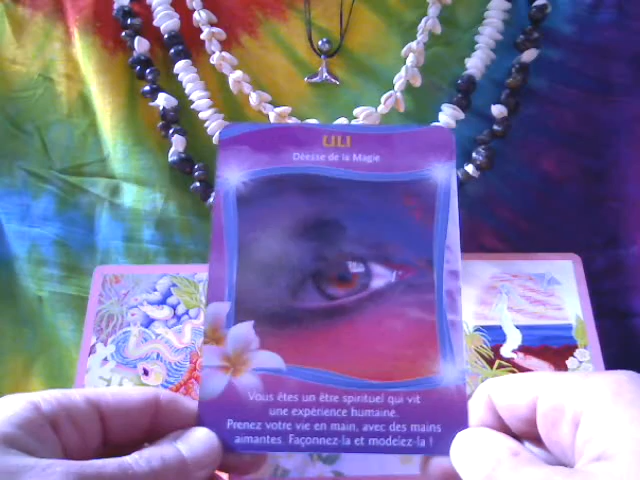 ULI
Déesse de la Magie
Vous êtes un être spirituel qui vit
une expérience humaine.
Prenez votre vie en main, avec des mains
aimantes. Façonnez-la et modelez-la !